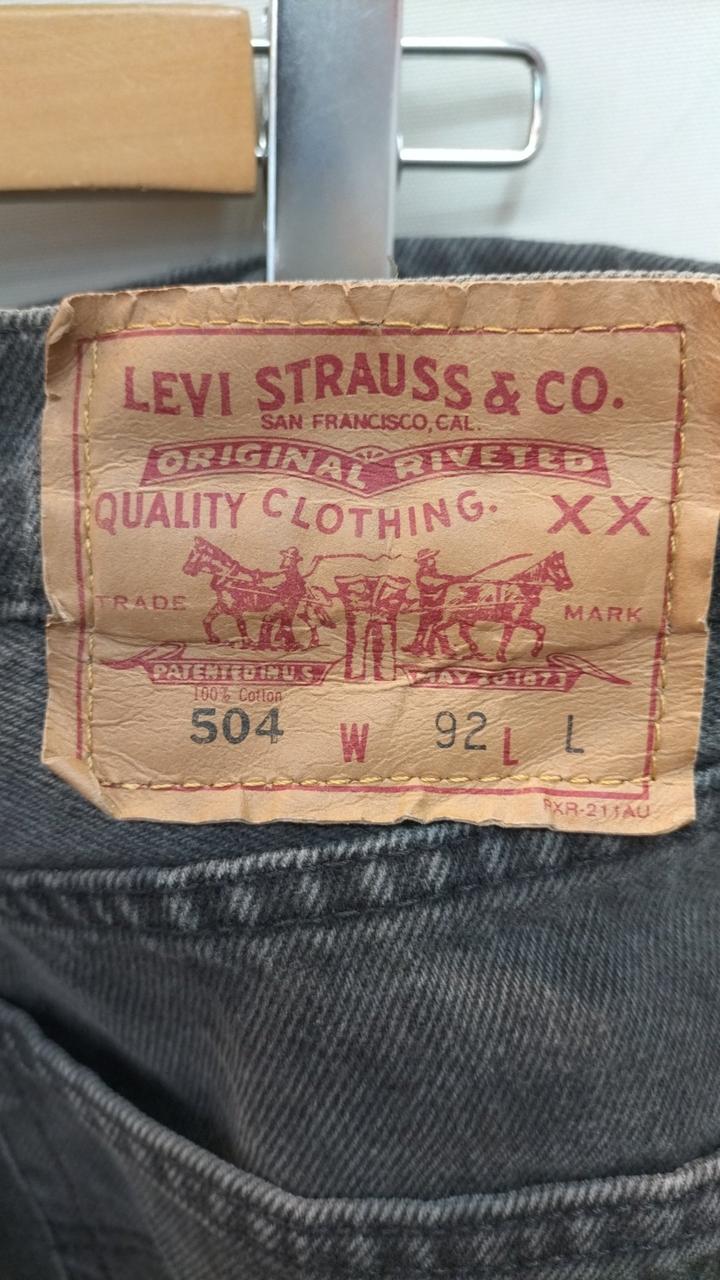 LEVI STRAUSS & CO.
SAN FRANCISCO, CAL.
ORIGINAL RIVETED
QUALITY CLOTHING. XX
TRADE MARK
PATENTED IN U.S. MAY 20 1873
100% Cotton
504 W 92 L L
PXR-211AU